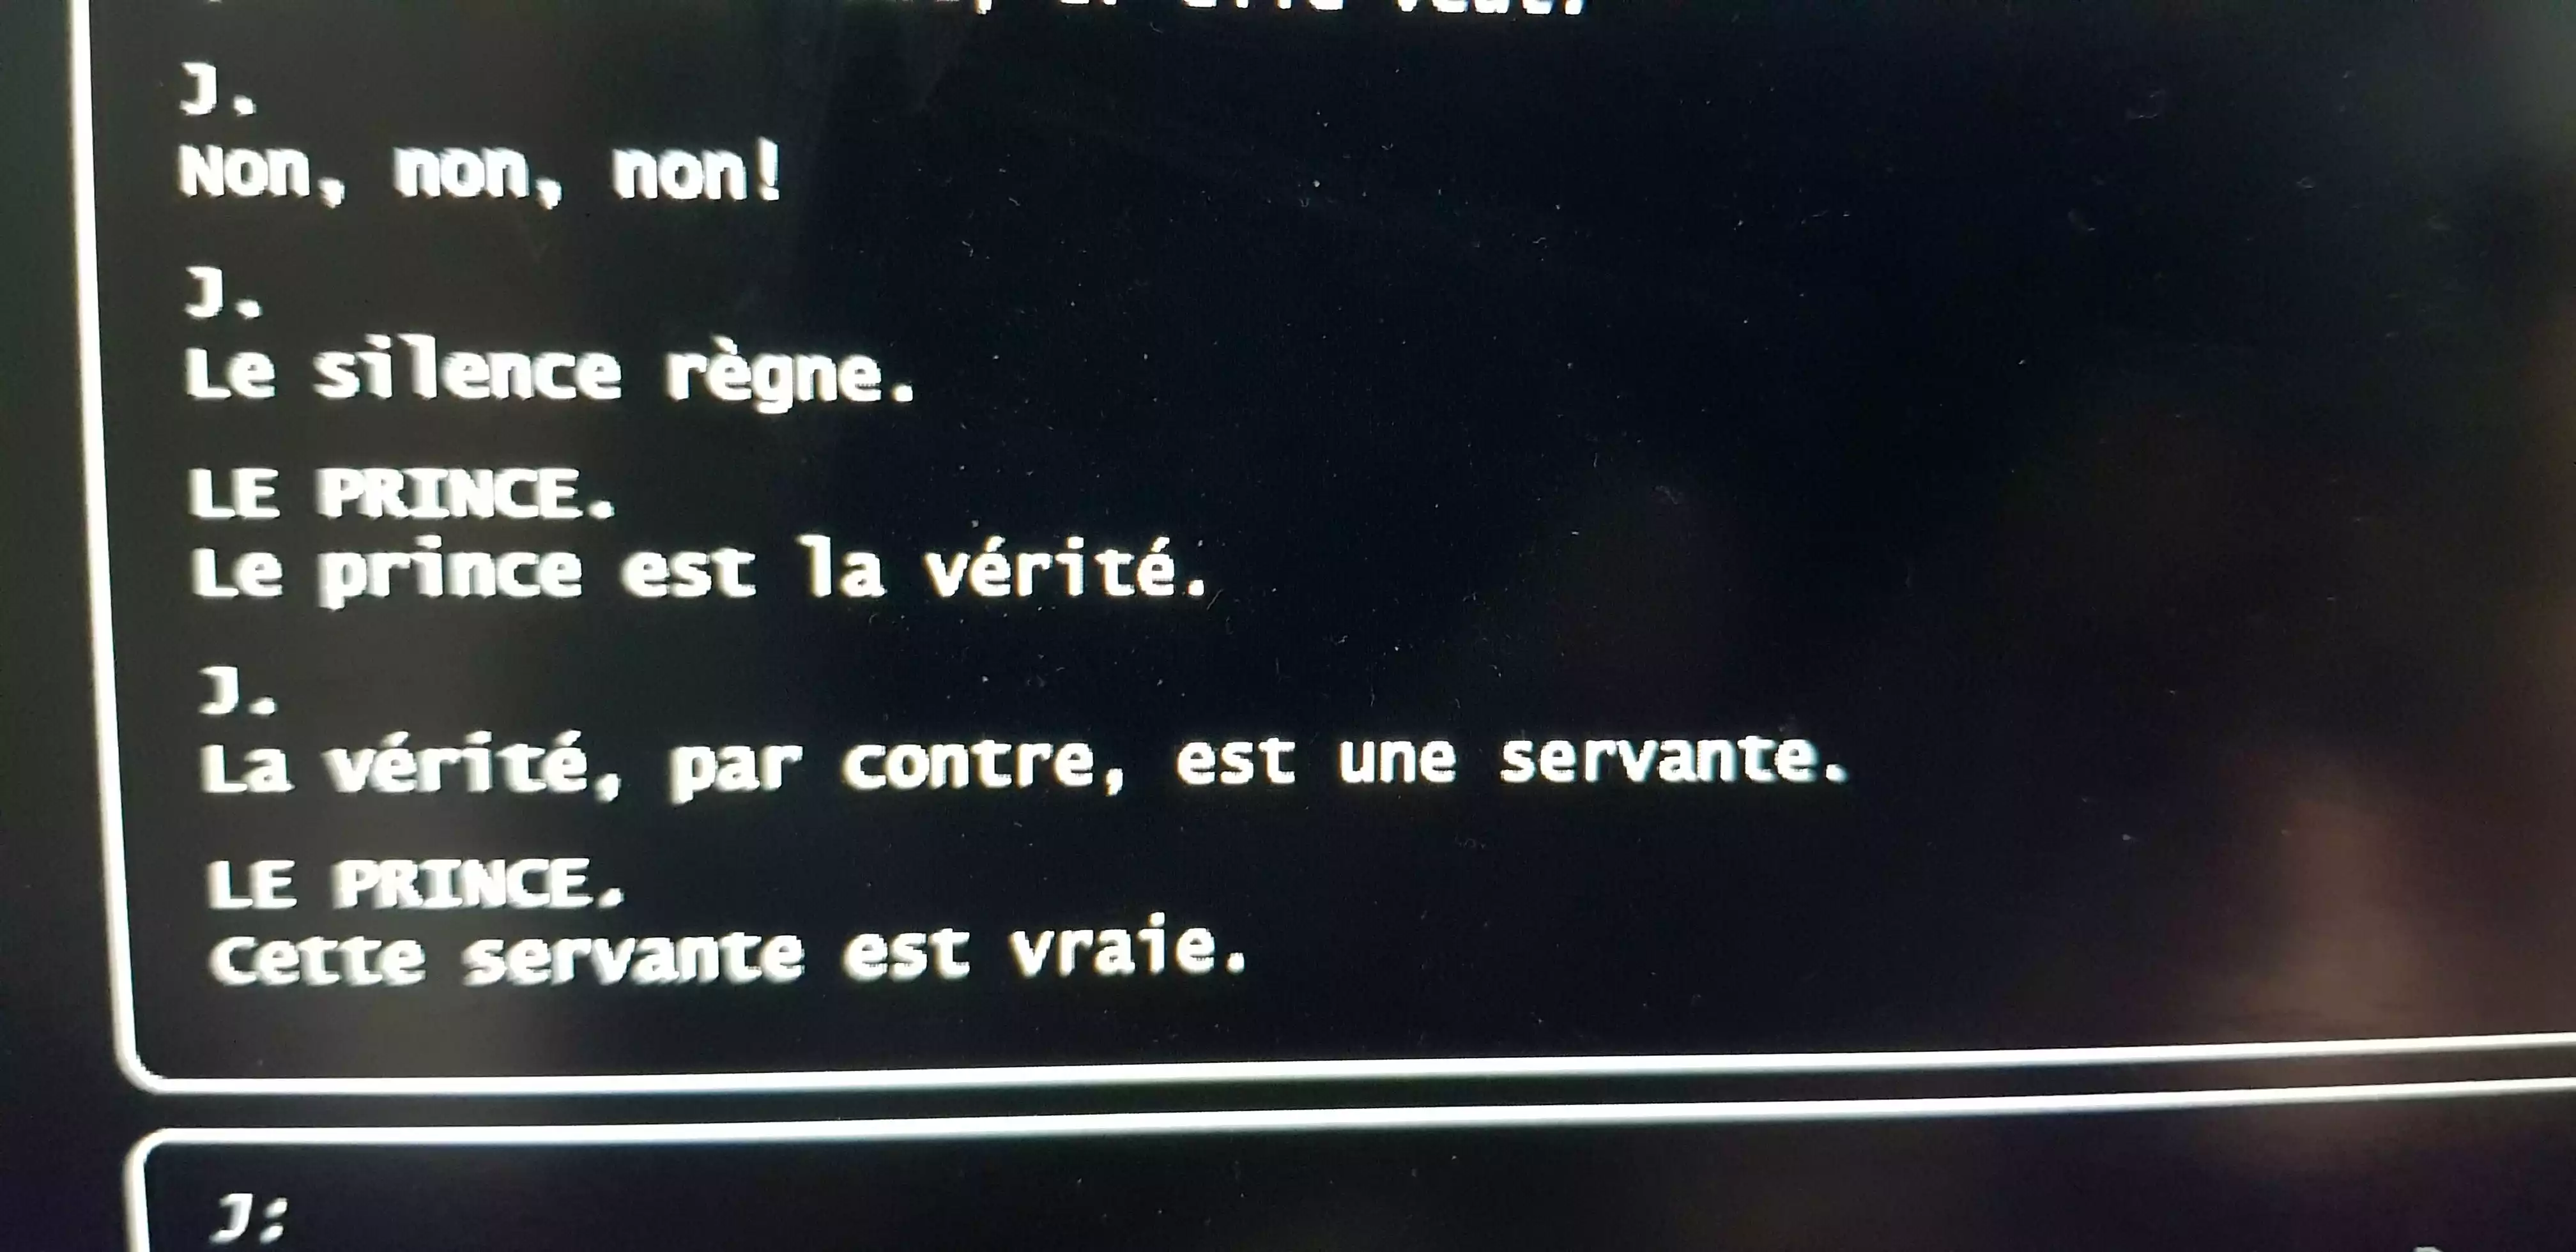 veut.
J.
Non, non, non!
J.
Le silence règne.
LE PRINCE.
Le prince est la vérité.
J.
La vérité, par contre, est une servante.
LE PRINCE.
Cette servante est vraie.
J: